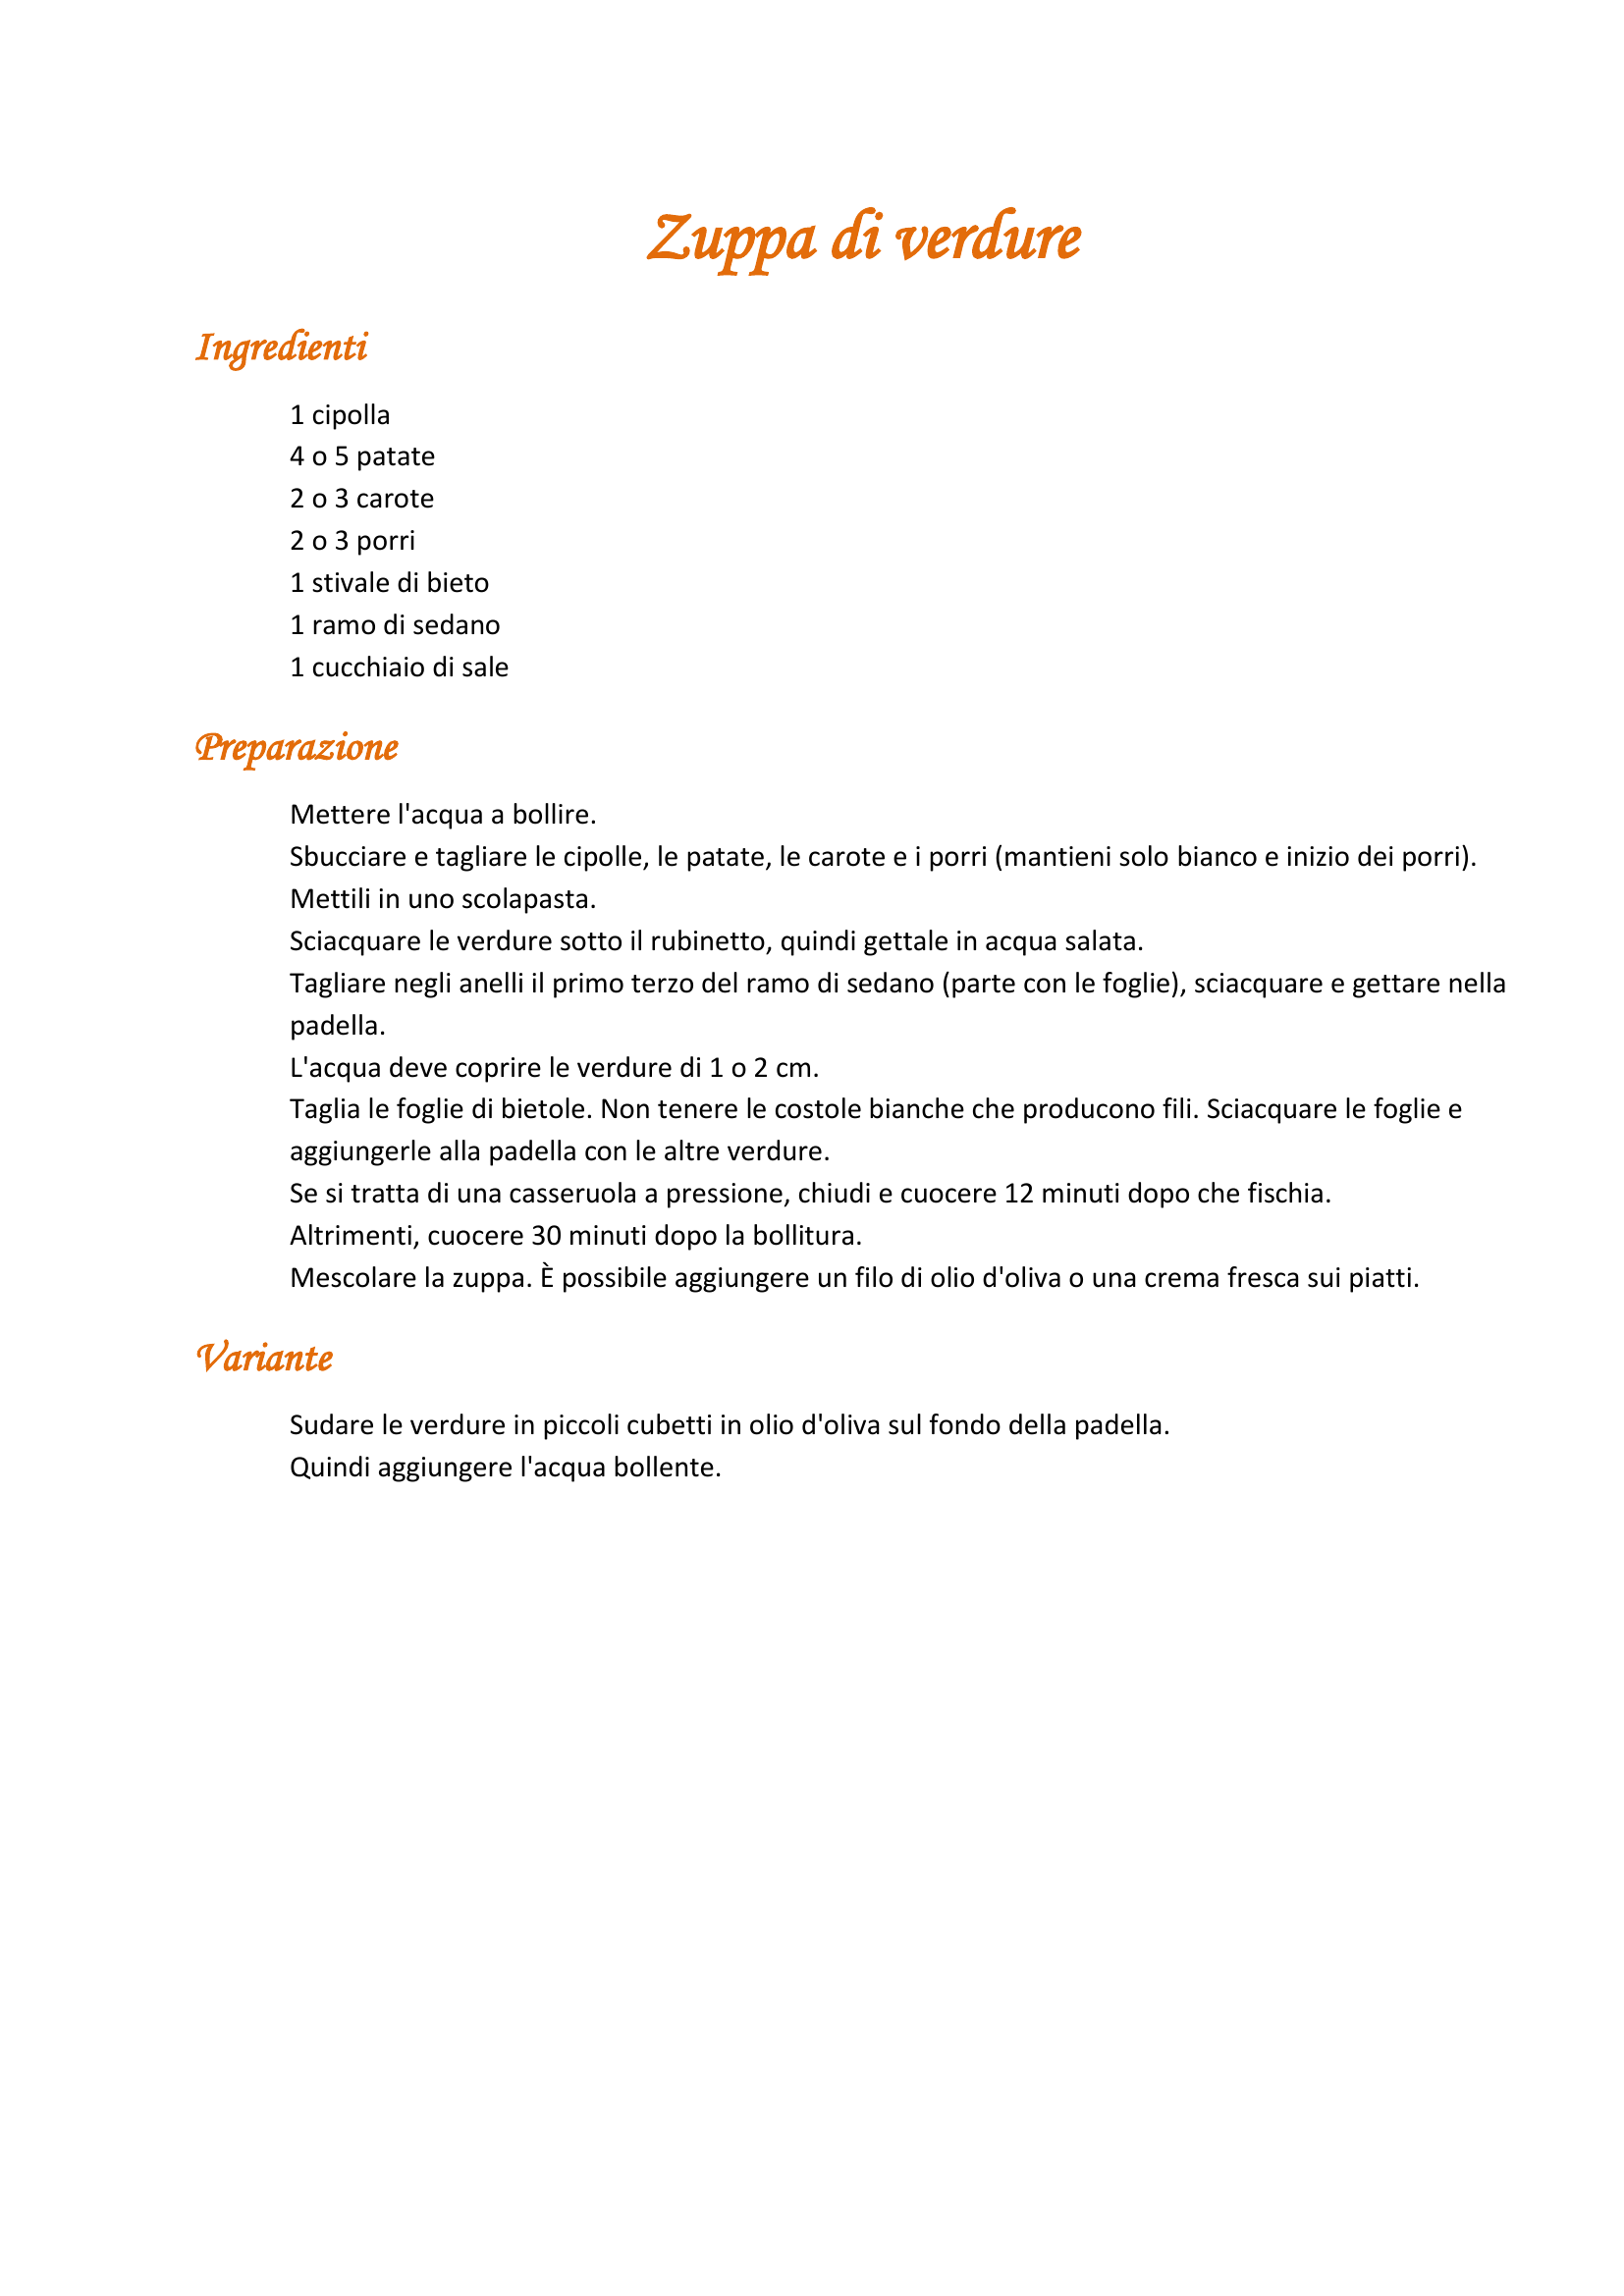 Zuppa di verdure
Ingredienti
1 cipolla
4 o 5 patate
2 o 3 carote
2 o 3 porri
1 stivale di bieto
1 ramo di sedano
1 cucchiaio di sale
Preparazione
Mettere l'acqua a bollire.
Sbucciare e tagliare le cipolle, le patate, le carote e i porri (mantieni solo bianco e inizio dei porri).
Mettili in uno scolapasta.
Sciacquare le verdure sotto il rubinetto, quindi gettale in acqua salata.
Tagliare negli anelli il primo terzo del ramo di sedano (parte con le foglie), sciacquare e gettare nella
padella.
L'acqua deve coprire le verdure di 1 o 2 cm.
Taglia le foglie di bietole. Non tenere le costole bianche che producono fili. Sciacquare le foglie e
aggiungerle alla padella con le altre verdure.
Se si tratta di una casseruola a pressione, chiudi e cuocere 12 minuti dopo che fischia.
Altrimenti, cuocere 30 minuti dopo la bollitura.
Mescolare la zuppa. È possibile aggiungere un filo di olio d'oliva o una crema fresca sui piatti.
Variante
Sudare le verdure in piccoli cubetti in olio d'oliva sul fondo della padella.
Quindi aggiungere l'acqua bollente.